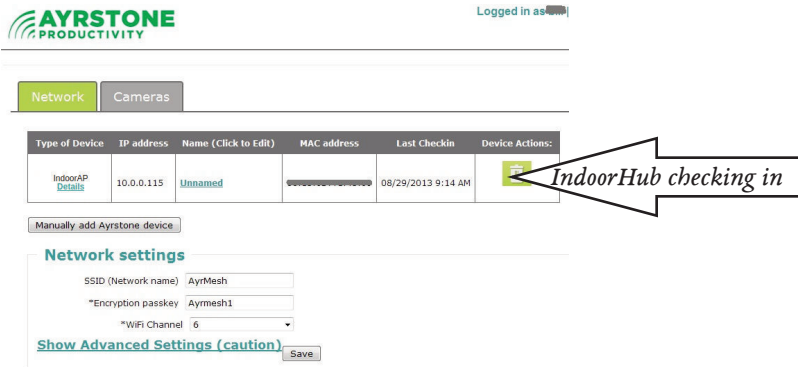 AYRSTONE
PRODUCTIVITY
Logged in as
Network Cameras
Type of Device IP address Name (Click to Edit) MAC address Last Checkin Device Actions:
IndoorAP
Details
10.0.0.115 Unnamed 08/29/2013 9:14 AM
IndoorHub checking in
Manually add Ayrstone device
Network settings
SSID (Network name) AyrMesh
*Encryption passkey Ayrmesh1
*WiFi Channel 6
Show Advanced Settings (caution) Save